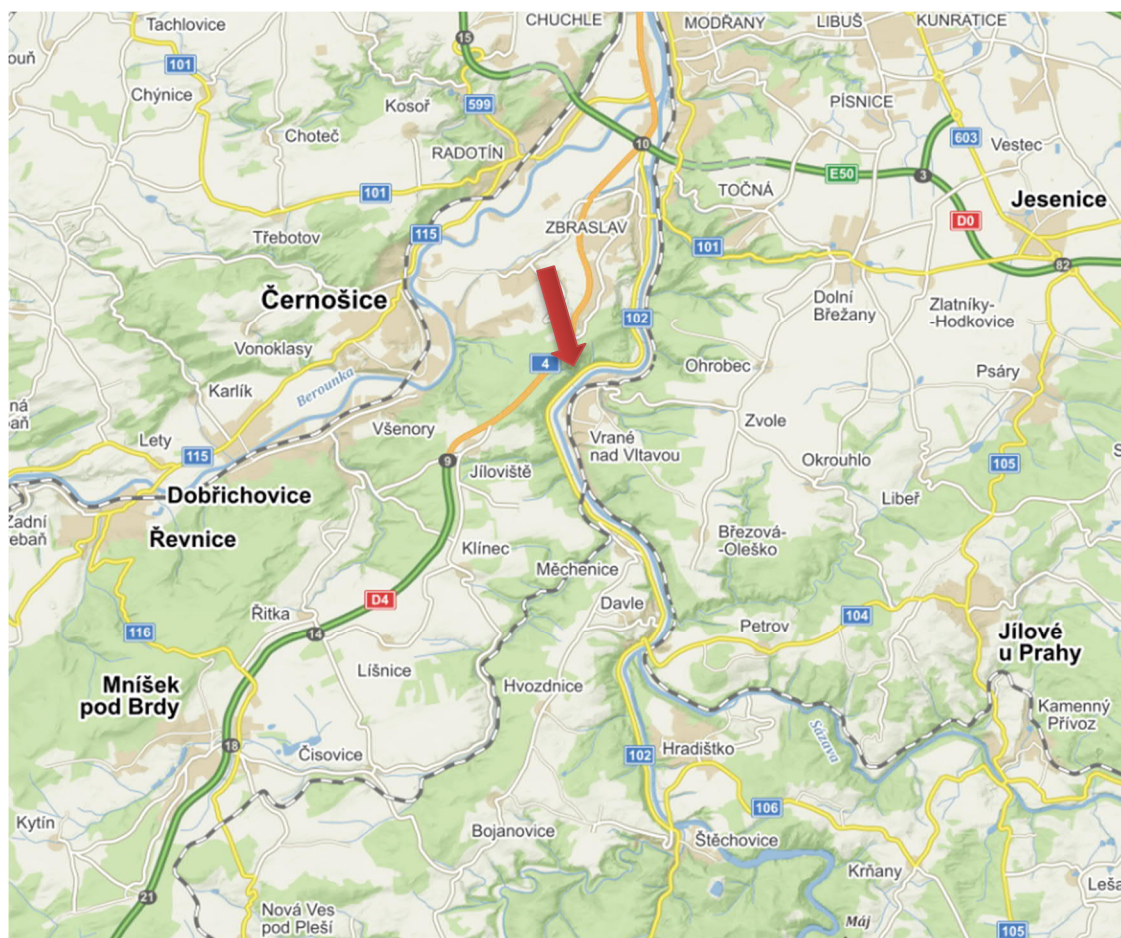 CHUCHLE
MODŘANY
LIBUŠ
KUNRATICE
Tachlovice
15
101
Chýnice
Kosoř
599
PÍSNICE
603
Vestec
Choteč
RADOTÍN
10
E50
3
101
TOČNÁ
Jesenice
D0
Třebotov
115
ZBRASLAV
101
82
Černošice
Dolní
Břežany
Zlatníky-
-Hodkovice
102
Vonoklasy
4
Ohrobec
Psáry
Karlík
Berounka
Všenory
Vrané
nad Vltavou
Zvole
Lety
115
9
Jíloviště
Okrouhlo
105
Libeř
Dobřichovice
Zadní
Řevnice
Klínec
Březová-
-Oleško
Měchenice
D4
Davle
Řitka
14
116
Petrov
104
Jílové
u Prahy
Líšnice
Mníšek
pod Brdy
Hvozdnice
Kamenný
Přívoz
Sázava
18
Čisovice
Hradištko
102
106
Kytín
Bojanovice
Štěchovice
Krňany
21
Nová Ves
pod Pleší
Máj
105